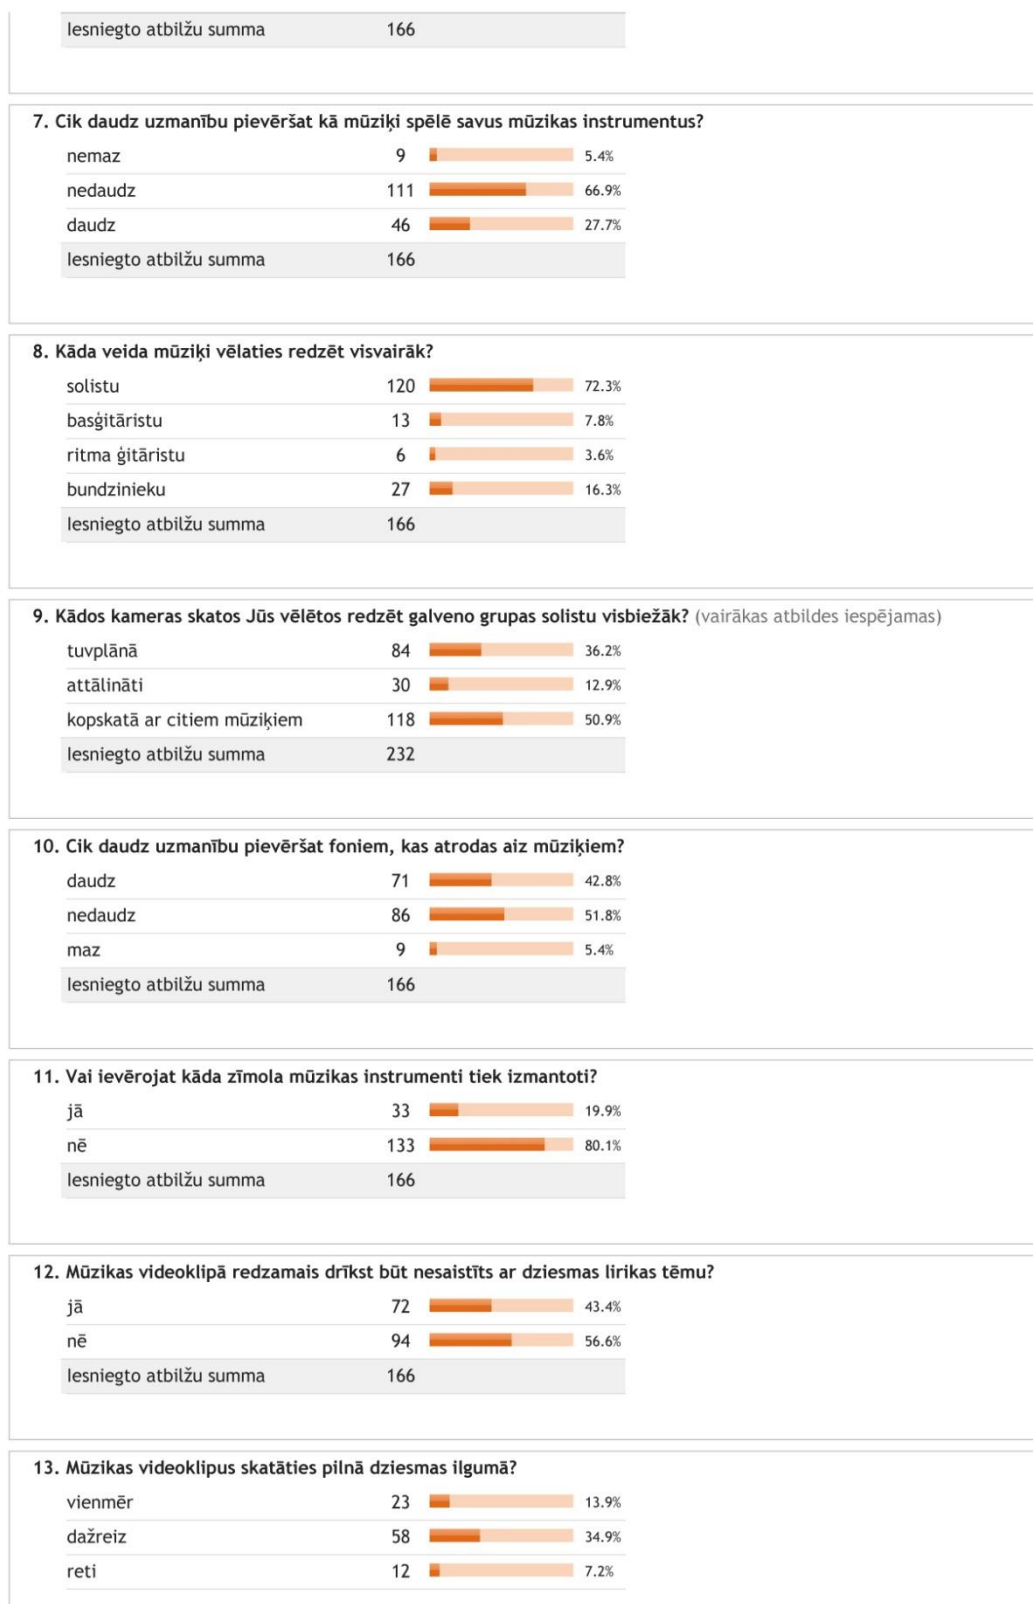 Iesniegto atbilžu summa 166
7. Cik daudz uzmanību pievēršat kā mūziķi spēlē savus mūzikas instrumentus?
nemaz 9 5.4%
nedaudz 111 66.9%
daudz 46 27.7%
Iesniegto atbilžu summa 166
8. Kāda veida mūziķi vēlaties redzēt visvairāk?
solistu 120 72.3%
basģitāristu 13 7.8%
ritma ģitāristu 6 3.6%
bundzinieku 27 16.3%
Iesniegto atbilžu summa 166
9. Kādos kameras skatos Jūs vēlētos redzēt galveno grupas solistu visbiežāk? (vairākas atbildes iespējamas)
tuvplānā 84 36.2%
attālināti 30 12.9%
kopskatā ar citiem mūziķiem 118 50.9%
Iesniegto atbilžu summa 232
10. Cik daudz uzmanību pievēršat foniem, kas atrodas aiz mūziķiem?
daudz 71 42.8%
nedaudz 86 51.8%
maz 9 5.4%
Iesniegto atbilžu summa 166
11. Vai ievērojat kāda zīmola mūzikas instrumenti tiek izmantoti?
jā 33 19.9%
nē 133 80.1%
Iesniegto atbilžu summa 166
12. Mūzikas videoklipā redzamais drīkst būt nesaistīts ar dziesmas lirikas tēmu?
jā 72 43.4%
nē 94 56.6%
Iesniegto atbilžu summa 166
13. Mūzikas videoklipus skatāties pilnā dziesmas ilgumā?
vienmēr 23 13.9%
dažreiz 58 34.9%
reti 12 7.2%